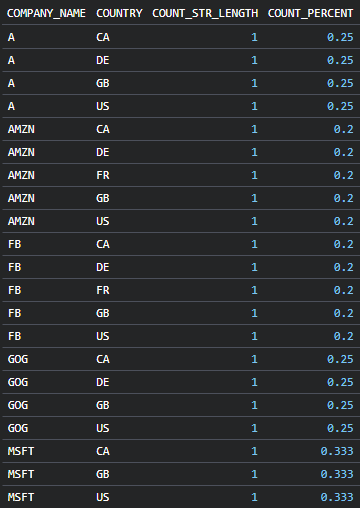 COMPANY_NAME COUNTRY COUNT_STR_LENGTH COUNT_PERCENT
A CA 1 0.25
A DE 1 0.25
A GB 1 0.25
A US 1 0.25
AMZN CA 1 0.2
AMZN DE 1 0.2
AMZN FR 1 0.2
AMZN GB 1 0.2
AMZN US 1 0.2
FB CA 1 0.2
FB DE 1 0.2
FB FR 1 0.2
FB GB 1 0.2
FB US 1 0.2
GOG CA 1 0.25
GOG DE 1 0.25
GOG GB 1 0.25
GOG US 1 0.25
MSFT CA 1 0.333
MSFT GB 1 0.333
MSFT US 1 0.333